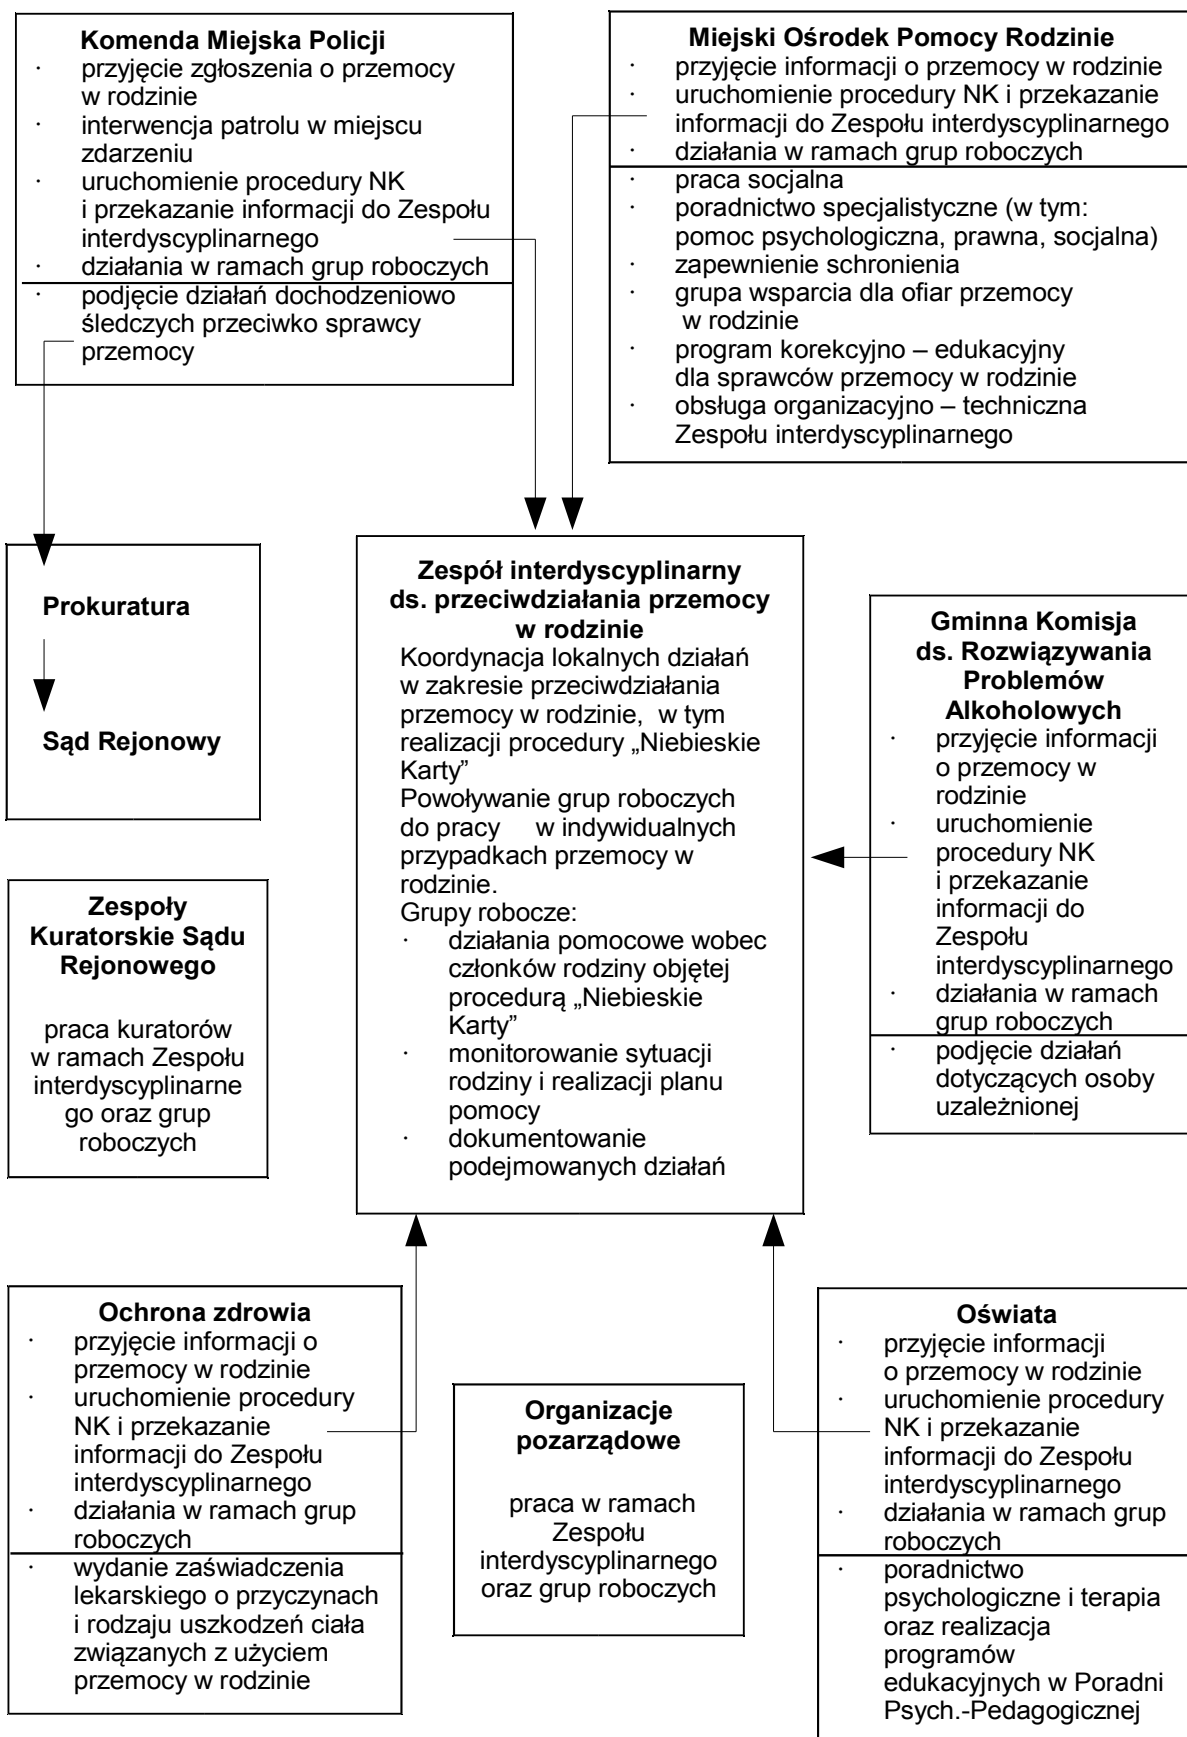 Komenda Miejska Policji
· przyjęcie zgłoszenia o przemocy
w rodzinie
· interwencja patrolu w miejscu
zdarzeniu
· uruchomienie procedury NK
i przekazanie informacji do Zespołu
interdyscyplinarnego
· działania w ramach grup roboczych
· podjęcie działań dochodzeniowo
śledczych przeciwko sprawcy
przemocy
Miejski Ośrodek Pomocy Rodzinie
· przyjęcie informacji o przemocy w rodzinie
· uruchomienie procedury NK i przekazanie
informacji do Zespołu interdyscyplinarnego
· działania w ramach grup roboczych
· praca socjalna
· poradnictwo specjalistyczne (w tym:
pomoc psychologiczna, prawna, socjalna)
· zapewnienie schronienia
· grupa wsparcia dla ofiar przemocy
w rodzinie
· program korekcyjno – edukacyjny
dla sprawców przemocy w rodzinie
· obsługa organizacyjno – techniczna
Zespołu interdyscyplinarnego
Prokuratura
Sąd Rejonowy
Zespół interdyscyplinarny
ds. przeciwdziałania przemocy
w rodzinie
Koordynacja lokalnych działań
w zakresie przeciwdziałania
przemocy w rodzinie, w tym
realizacji procedury „Niebieskie
Karty”
Powoływanie grup roboczych
do pracy w indywidualnych
przypadkach przemocy w
rodzinie.
Grupy robocze:
· działania pomocowe wobec
członków rodziny objętej
procedurą „Niebieskie
Karty”
· monitorowanie sytuacji
rodziny i realizacji planu
pomocy
· dokumentowanie
podejmowanych działań
Gminna Komisja
ds. Rozwiązywania
Problemów
Alkoholowych
· przyjęcie informacji
o przemocy w
rodzinie
· uruchomienie
procedury NK
i przekazanie
informacji do
Zespołu
interdyscyplinarnego
· działania w ramach
grup roboczych
· podjęcie działań
dotyczących osoby
uzależnionej
Zespoły
Kuratorskie Sądu
Rejonowego
praca kuratorów
w ramach Zespołu
interdyscyplinarne
go oraz grup
roboczych
Ochrona zdrowia
· przyjęcie informacji o
przemocy w rodzinie
· uruchomienie procedury
NK i przekazanie
informacji do Zespołu
interdyscyplinarnego
· działania w ramach grup
roboczych
· wydanie zaświadczenia
lekarskiego o przyczynach
i rodzaju uszkodzeń ciała
związanych z użyciem
przemocy w rodzinie
Organizacje
pozarządowe
praca w ramach
Zespołu
interdyscyplinarnego
oraz grup roboczych
Oświata
· przyjęcie informacji
o przemocy w rodzinie
· uruchomienie procedury
NK i przekazanie
informacji do Zespołu
interdyscyplinarnego
· działania w ramach grup
roboczych
· poradnictwo
psychologiczne i terapia
oraz realizacja
programów
edukacyjnych w Poradni
Psych.-Pedagogicznej